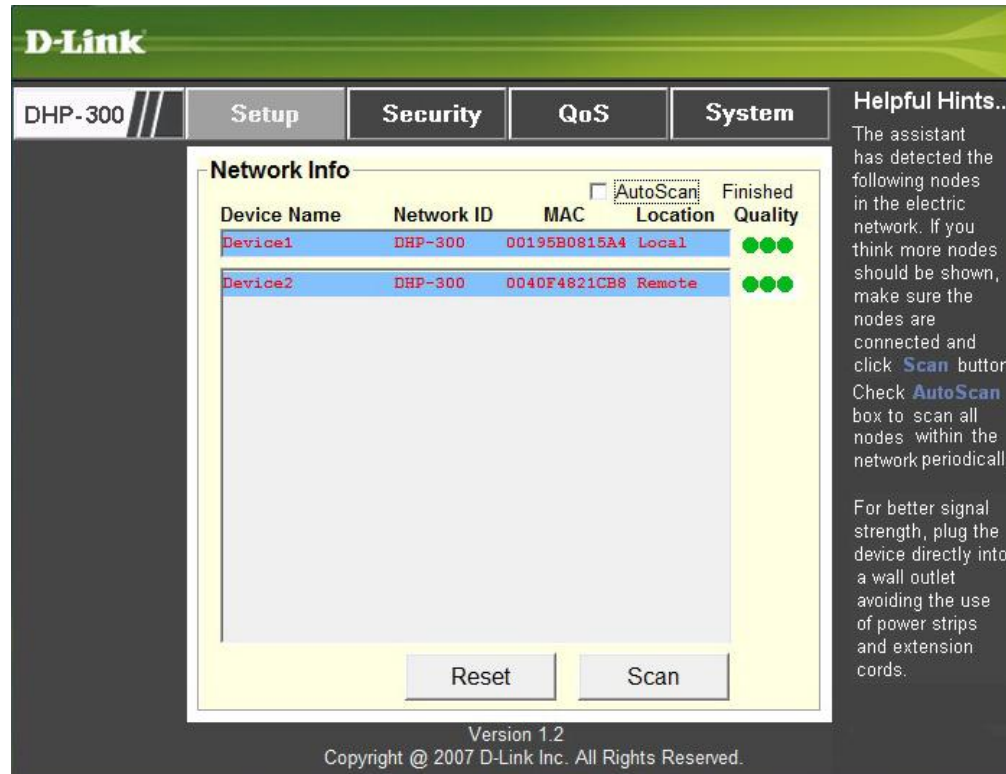 D-Link
DHP-300
Setup Security QoS System
Network Info
AutoScan Finished
Device Name Network ID MAC Location Quality
Device1 DHP-300 00195B0815A4 Local
Device2 DHP-300 0040F4821CB8 Remote
Reset Scan
Version 1.2
Copyright @ 2007 D-Link Inc. All Rights Reserved.
Helpful Hints..
The assistant
has detected the
following nodes
in the electric
network. If you
think more nodes
should be shown,
make sure the
nodes are
connected and
click Scan button
Check AutoScan
box to scan all
nodes within the
network periodicall
For better signal
strength, plug the
device directly into
a wall outlet
avoiding the use
of power strips
and extension
cords.